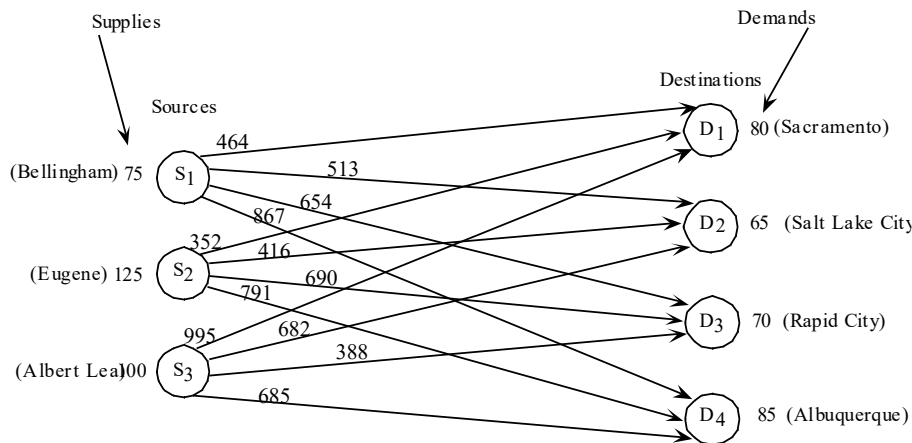 Supplies
Demands
Destinations
Sources
464
D1
80 (Sacramento)
(Bellingham) 75
S1
513
654
867
D2
65 (Salt Lake City
352
416
(Eugene) 125
S2
690
791
D3
70 (Rapid City)
995
682
388
(Albert Lea) 100
S3
685
D4
85 (Albuquerque)